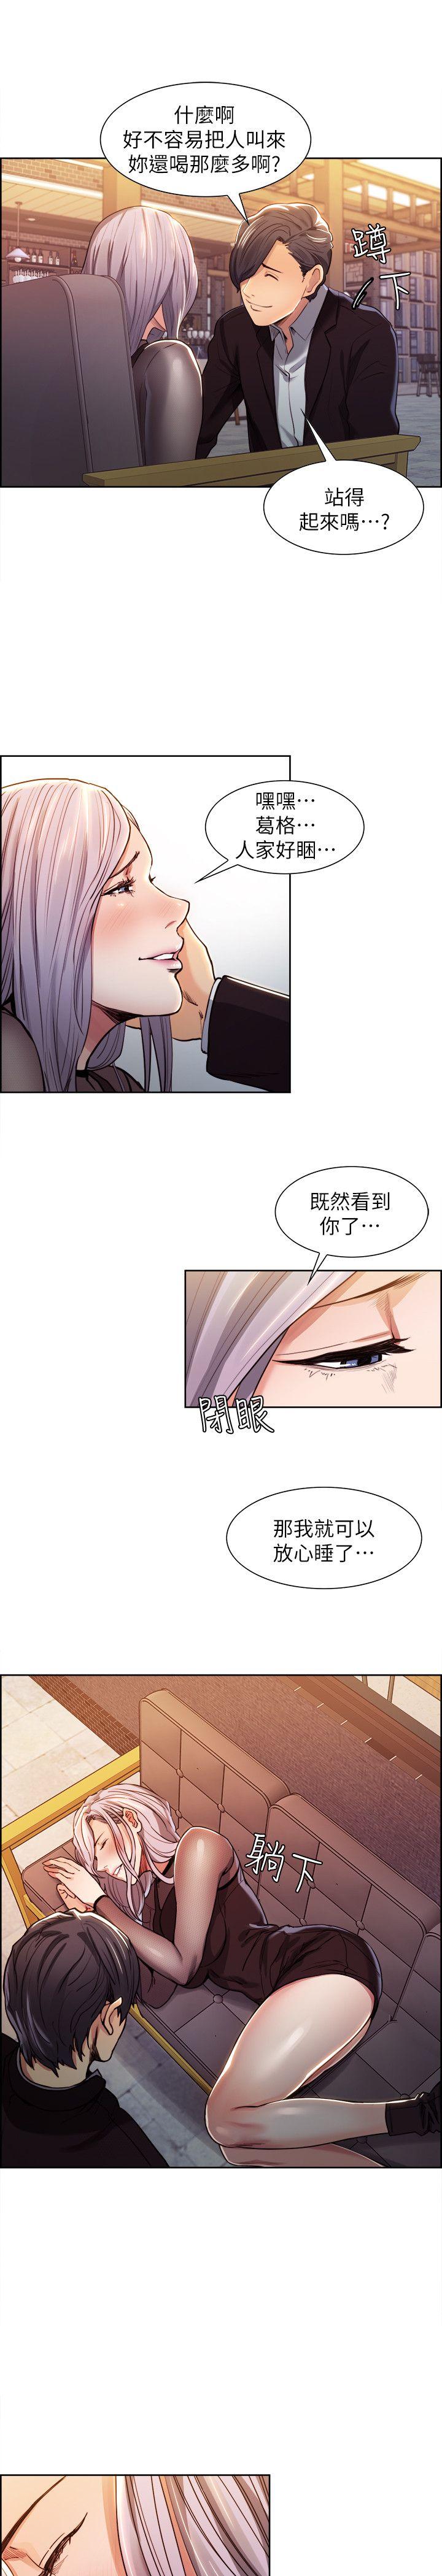 什麼啊
好不容易把人叫來
妳還喝那麼多啊?
蹲下
站得
起來嗎…?
嘿嘿…
葛格…
人家好睏…
既然看到
你了…
閉眼
那我就可以
放心睡了…
躺下